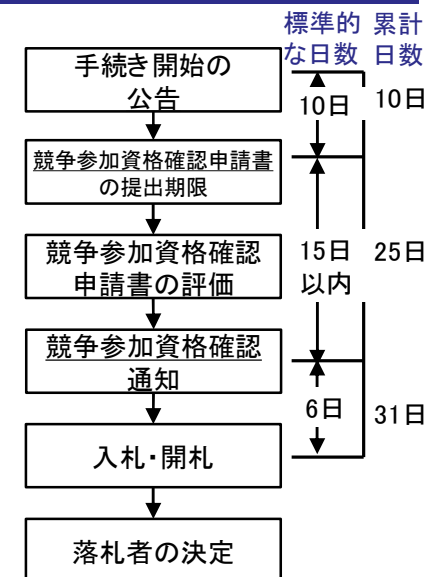 標準的
な日数
累計
日数
手続き開始の
公告
10日
10日
競争参加資格確認申請書
の提出期限
競争参加資格確認
申請書の評価
15日
以内
25日
競争参加資格確認
通知
6日
31日
入札・開札
落札者の決定